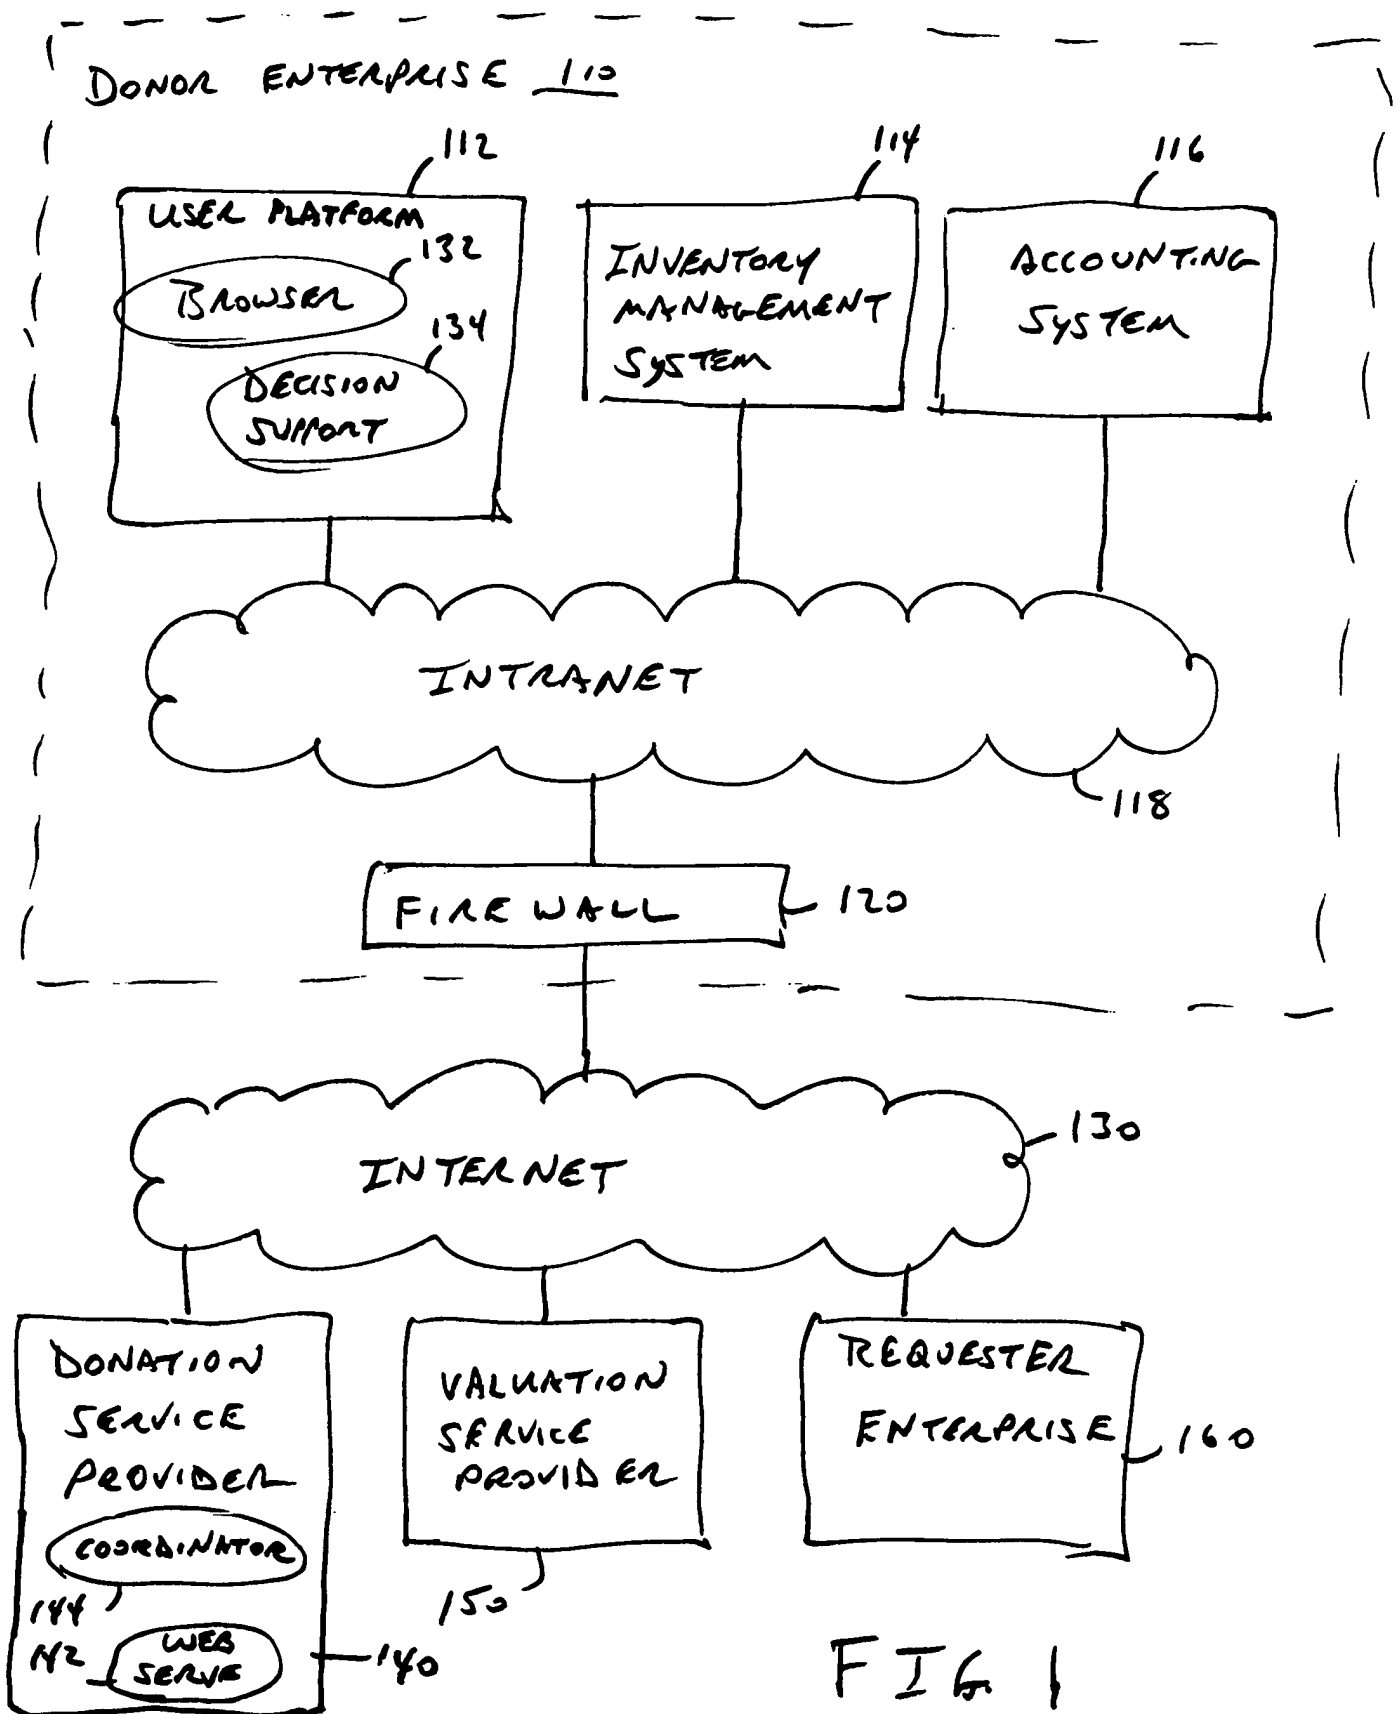 DONOR ENTERPRISE 110
112
114
116
USER PLATFORM
132
BROWSER
134
DECISION
SUPPORT
INVENTORY
MANAGEMENT
SYSTEM
ACCOUNTING
SYSTEM
INTRANET
118
FIREWALL
120
INTERNET
130
DONATION
SERVICE
PROVIDER
COORDINATOR
144
142
WEB
SERVE
140
VALUATION
SERVICE
PROVIDER
150
REQUESTER
ENTERPRISE
160
FIG. 1